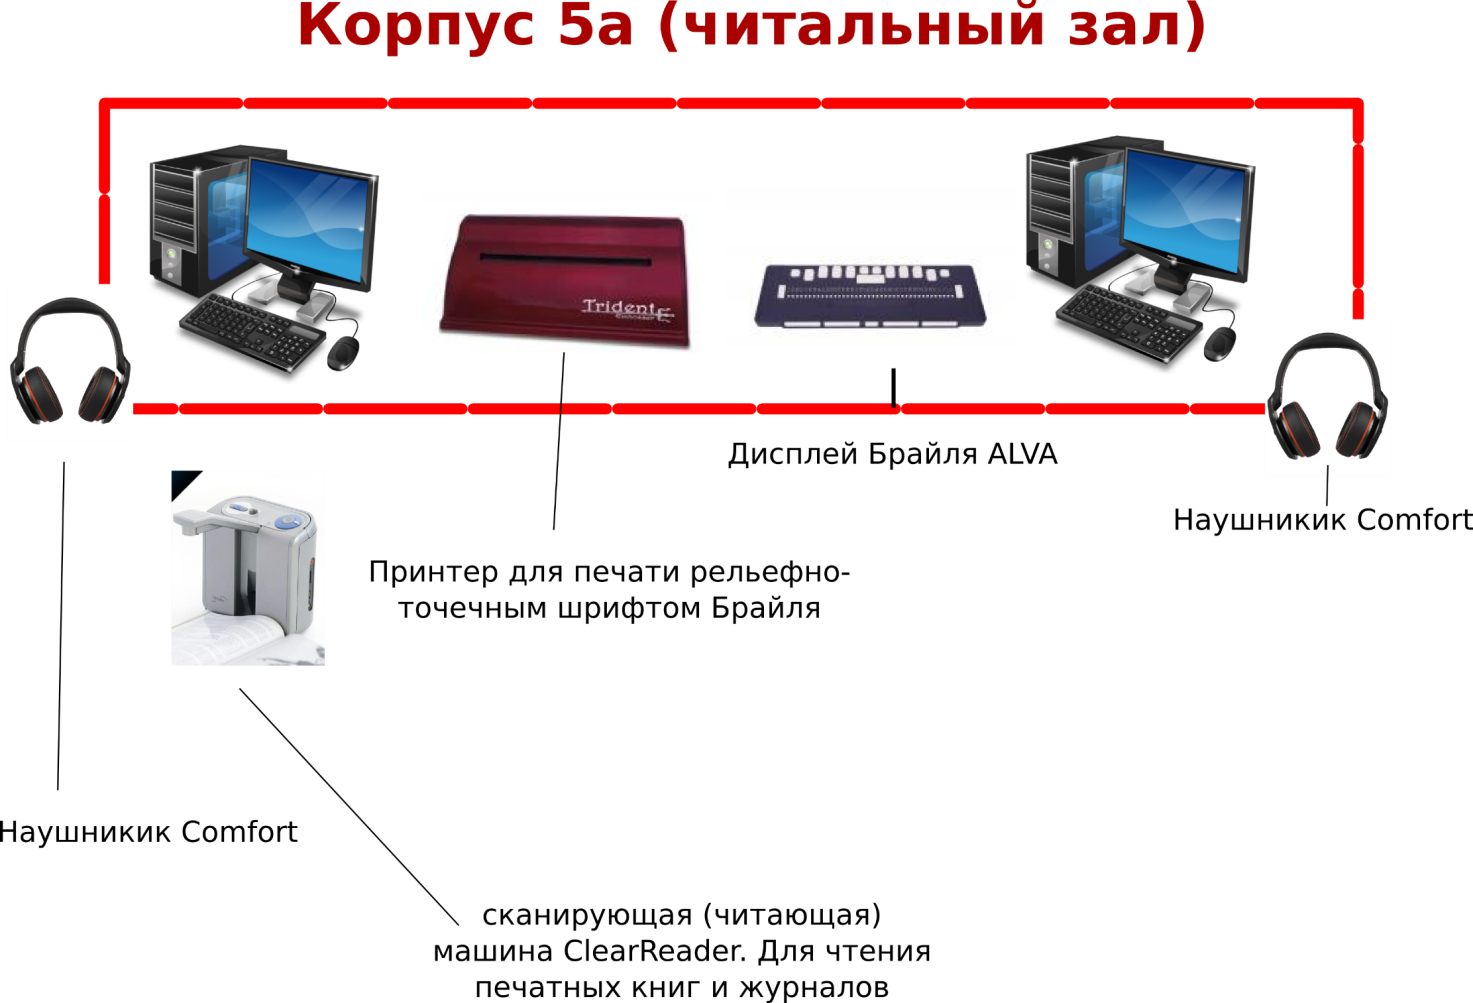 Корпус 5а (читальный зал)
Trident
Дисплей Брайля ALVA
Наушникик Comfort
Принтер для печати рельефно-
точечным шрифтом Брайля
Наушникик Comfort
сканирующая (читающая)
машина ClearReader. Для чтения
печатных книг и журналов